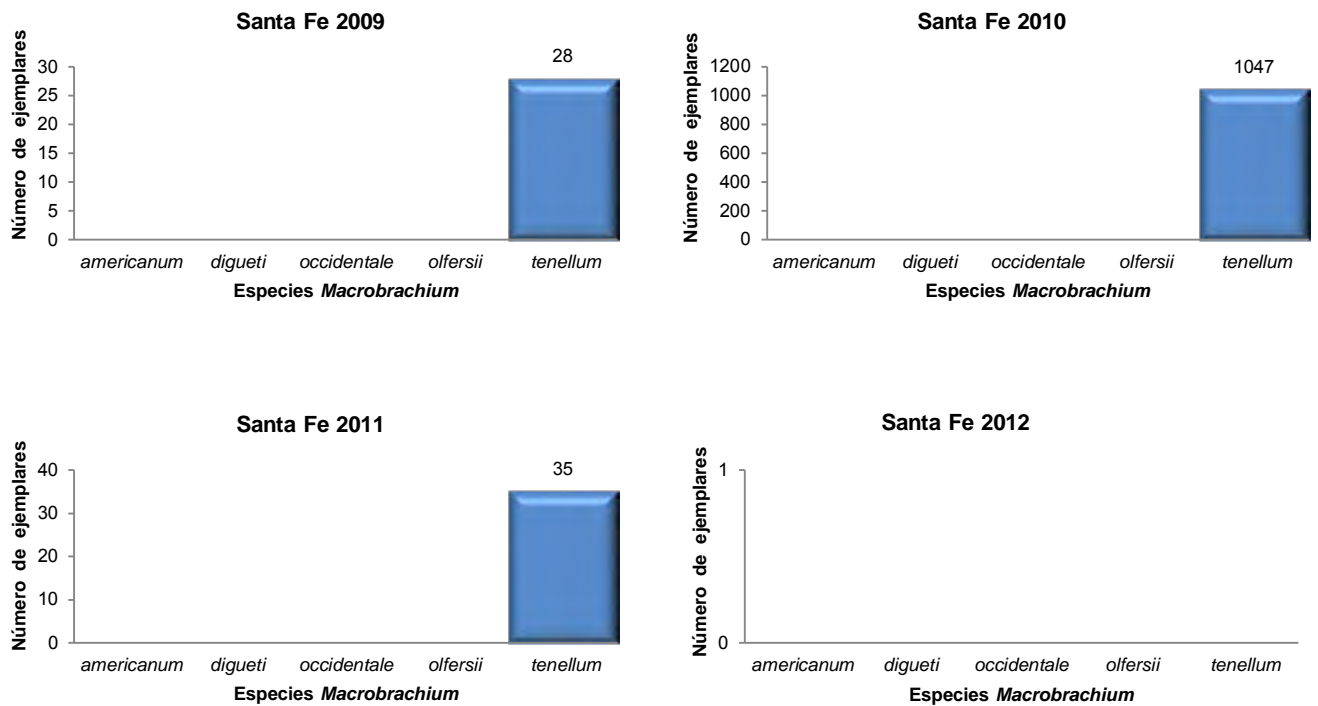 Santa Fe 2009
Número de ejemplares
30
25
20
15
10
5
0
28
americanum digueti occidentale olfersii tenellum
Especies Macrobrachium
Santa Fe 2010
Número de ejemplares
1200
1000
800
600
400
200
0
1047
americanum digueti occidentale olfersii tenellum
Especies Macrobrachium
Santa Fe 2011
Número de ejemplares
40
30
20
10
0
35
americanum digueti occidentale olfersii tenellum
Especies Macrobrachium
Santa Fe 2012
Número de ejemplares
1
0
americanum digueti occidentale olfersii tenellum
Especies Macrobrachium